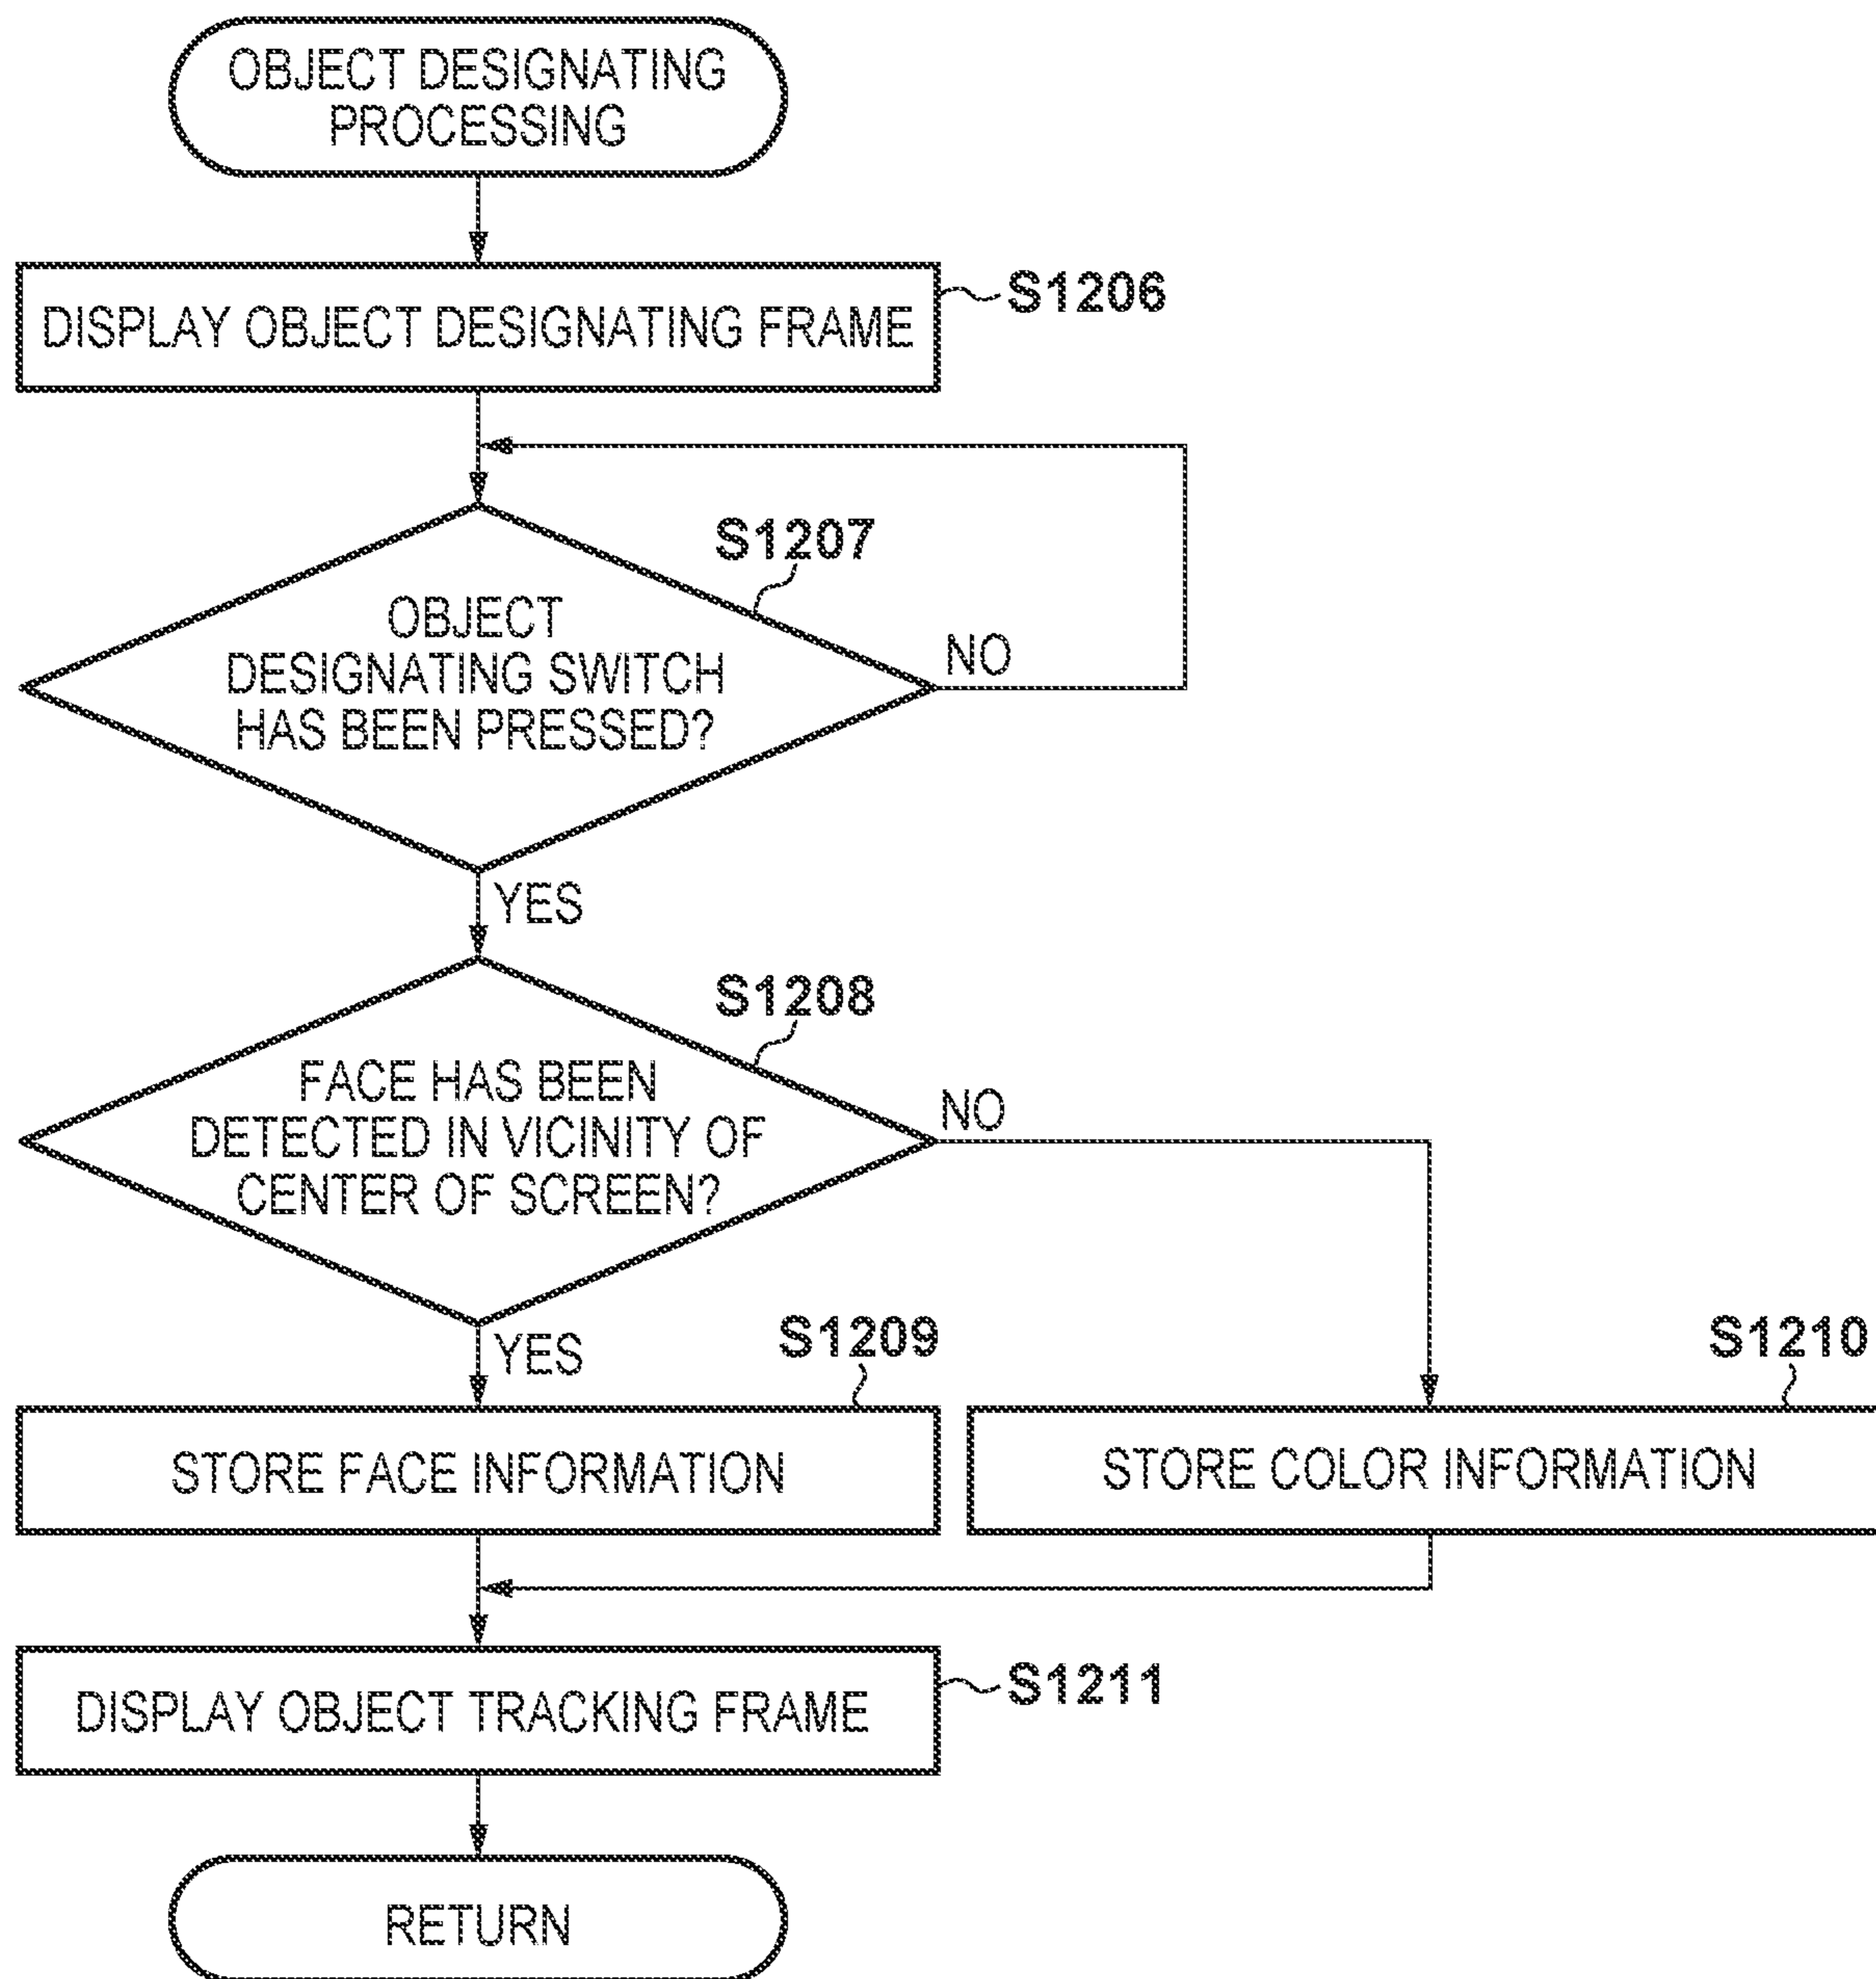 OBJECT DESIGNATING
PROCESSING
DISPLAY OBJECT DESIGNATING FRAME
S1206
S1207
OBJECT
DESIGNATING SWITCH
HAS BEEN PRESSED?
NO
YES
S1208
FACE HAS BEEN
DETECTED IN VICINITY OF
CENTER OF SCREEN?
NO
YES
S1209
STORE FACE INFORMATION
S1210
STORE COLOR INFORMATION
DISPLAY OBJECT TRACKING FRAME
S1211
RETURN